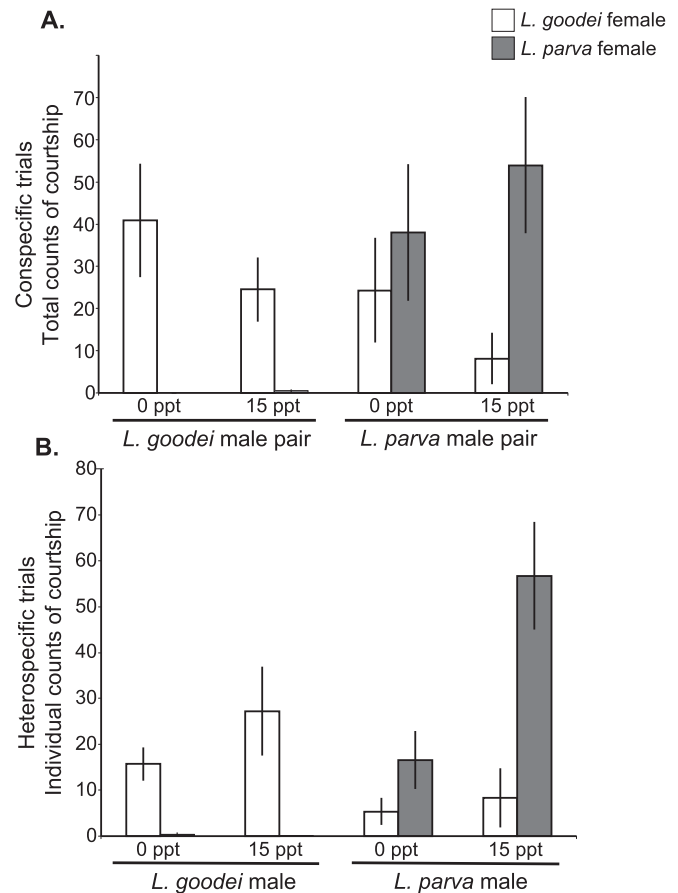 A.
L. goodei female
L. parva female
Conspecific trials
Total counts of courtship
70
60
50
40
30
20
10
0
0 ppt 15 ppt 0 ppt 15 ppt
L. goodei male pair L. parva male pair
B.
Heterospecific trials
Individual counts of courtship
80
70
60
50
40
30
20
10
0
0 ppt 15 ppt 0 ppt 15 ppt
L. goodei male L. parva male